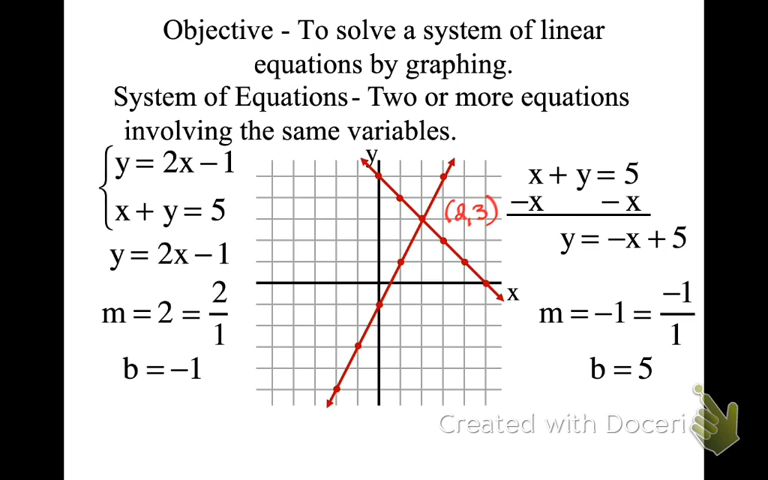 Objective - To solve a system of linear
equations by graphing.
System of Equations- Two or more equations
involving the same variables.
y = 2x − 1
x + y = 5
y = 2x − 1
m = 2 = 2/1
b = −1
y
(2,3)
x
x + y = 5
−x − x
y = −x + 5
m = −1 = −1/1
b = 5
Created with Doceri